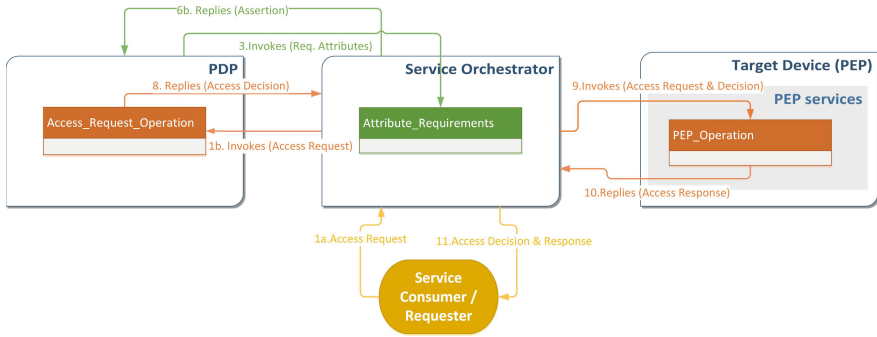 6b. Replies (Assertion)
3.Invokes (Req. Attributes)
PDP
Service Orchestrator
Target Device (PEP)
8. Replies (Access Decision)
9.Invokes (Access Request & Decision)
PEP services
Access_Request_Operation
Attribute_Requirements
PEP_Operation
1b. Invokes (Access Request)
10.Replies (Access Response)
1a.Access Request
11.Access Decision & Response
Service
Consumer /
Requester